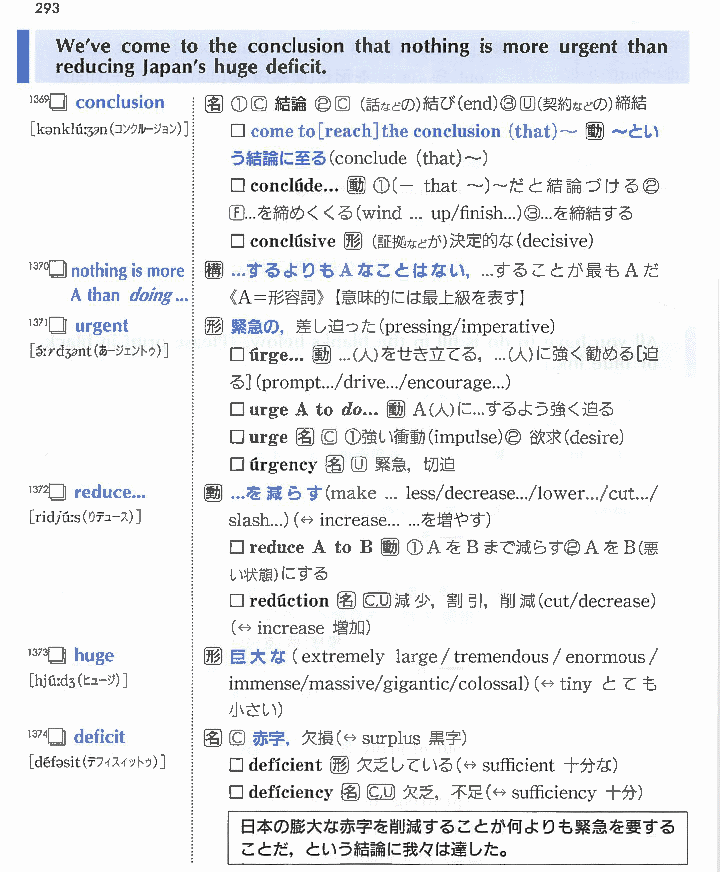 293
We've come to the conclusion that nothing is more urgent than
reducing Japan's huge deficit.
1369 conclusion
[kənklúːʒən(コンクルージョン)]
名 ①C 結論 ②C (話などの)結び(end)③U(契約などの)締結
□ come to[reach]the conclusion (that)~ 動 ~とい
う結論に至る(conclude (that)~)
□ conclúde... 動 ①(― that ~)~だと結論づける②
F...を締めくくる(wind ... up/finish...)③...を締結する
□ conclúsive 形 (証拠などが)決定的な(decisive)
1370 nothing is more
A than doing...
構 ...するよりもAなことはない, ...することが最もAだ
《A=形容詞》【意味的には最上級を表す】
1371 urgent
[ə́ːrdʒənt(あージェントゥ)]
形 緊急の, 差し迫った(pressing/imperative)
□ úrge... 動 ...(人)をせき立てる, ...(人)に強く勧める[迫
る](prompt.../drive.../encourage...)
□ urge A to do... 動 A(人)に...するよう強く迫る
□ urge 名 C ①強い衝動(impulse)② 欲求(desire)
□ úrgency 名 U 緊急, 切迫
1372 reduce...
[ridjúːs(リデュース)]
動 ...を減らす(make ... less/decrease.../lower.../cut.../
slash...)(↔ increase... ...を増やす)
□ reduce A to B 動 ①AをBまで減らす②AをB(悪
い状態)にする
□ redúction 名 C,U 減少, 割引, 削減(cut/decrease)
(↔ increase 増加)
1373 huge
[hjúːdʒ(ヒュージ)]
形 巨大な(extremely large/tremendous/enormous/
immense/massive/gigantic/colossal)(↔ tiny とても
小さい)
1374 deficit
[défəsit(デフィスィットゥ)]
名 C 赤字, 欠損(↔ surplus 黒字)
□ deficient 形 欠乏している(↔ sufficient 十分な)
□ deficiency 名 C,U 欠乏, 不足(↔ sufficiency 十分)
日本の膨大な赤字を削減することが何よりも緊急を要する
ことだ, という結論に我々は達した。